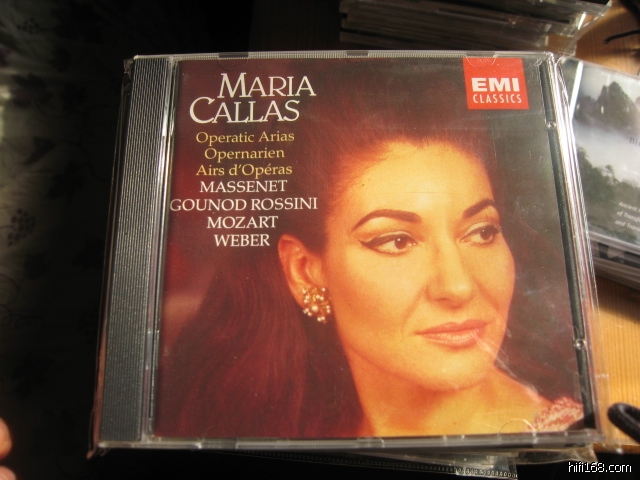 MARIA
CALLAS
EMI
CLASSICS
Operatic Arias
Opernarien
Airs d'Opéras
MASSENET
GOUNOD ROSSINI
MOZART
WEBER
hifi168.com